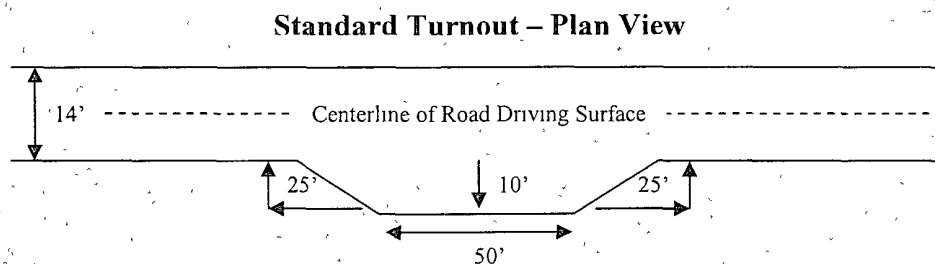 Standard Turnout – Plan View
14' Centerline of Road Driving Surface
25' 10' 25'
50'